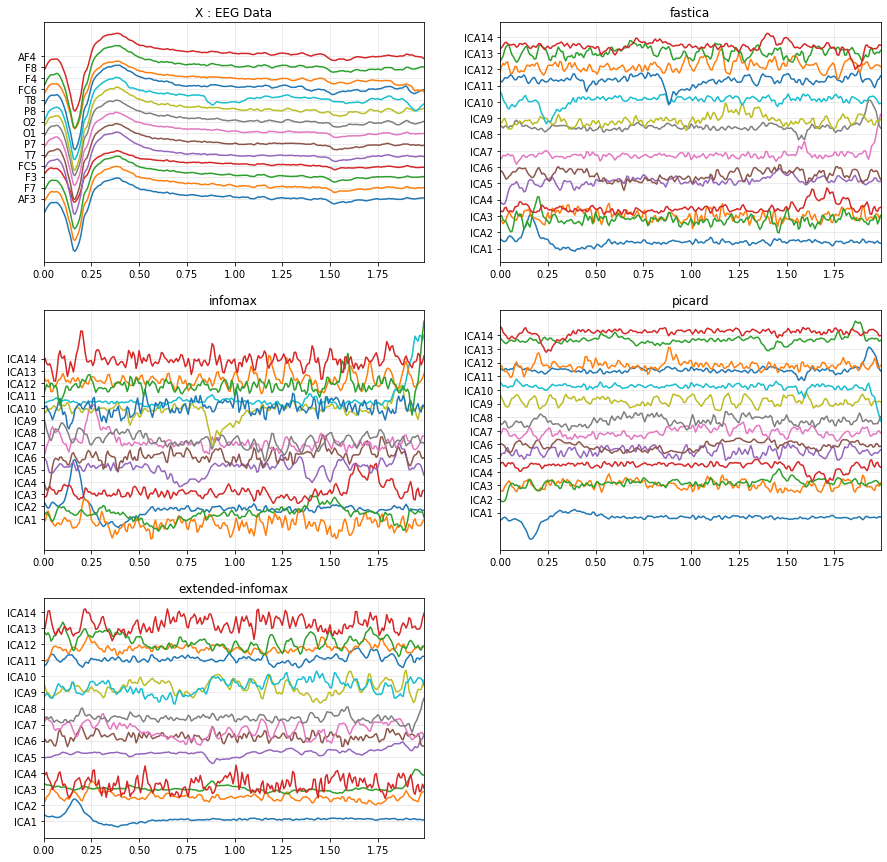 X : EEG Data
AF4
F8
F4
FC6
T8
P8
O2
O1
P7
T7
FC5
F3
F7
AF3
0.00 0.25 0.50 0.75 1.00 1.25 1.50 1.75
fastica
ICA14
ICA13
ICA12
ICA11
ICA10
ICA9
ICA8
ICA7
ICA6
ICA5
ICA4
ICA3
ICA2
ICA1
0.00 0.25 0.50 0.75 1.00 1.25 1.50 1.75
infomax
ICA14
ICA13
ICA12
ICA11
ICA10
ICA9
ICA8
ICA7
ICA6
ICA5
ICA4
ICA3
ICA2
ICA1
0.00 0.25 0.50 0.75 1.00 1.25 1.50 1.75
picard
ICA14
ICA13
ICA12
ICA11
ICA10
ICA9
ICA8
ICA7
ICA6
ICA5
ICA4
ICA3
ICA2
ICA1
0.00 0.25 0.50 0.75 1.00 1.25 1.50 1.75
extended-infomax
ICA14
ICA13
ICA12
ICA11
ICA10
ICA9
ICA8
ICA7
ICA6
ICA5
ICA4
ICA3
ICA2
ICA1
0.00 0.25 0.50 0.75 1.00 1.25 1.50 1.75